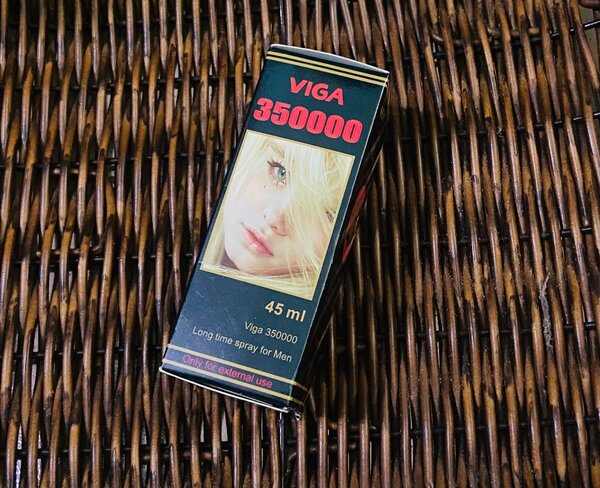 VIGA
350000
45 ml
Viga 350000
Long time spray for Men
Only for external use